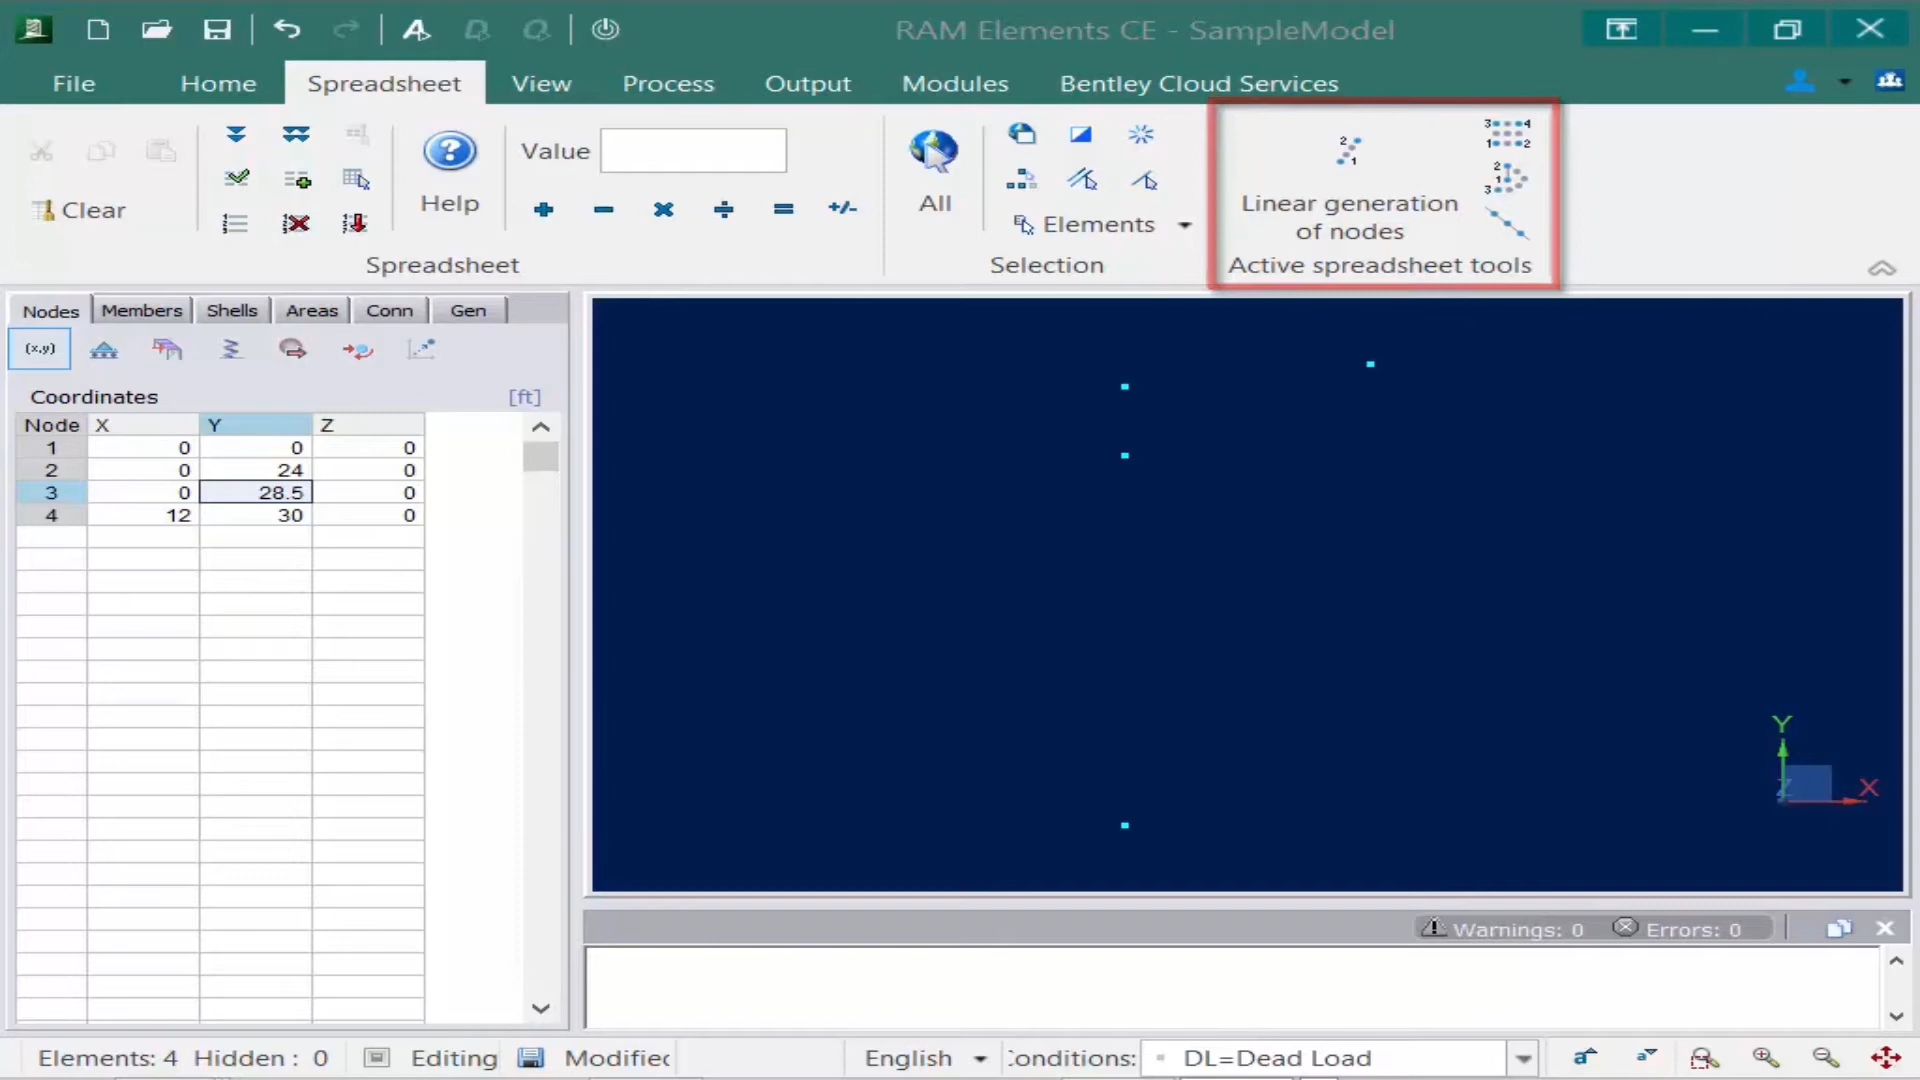 RAM Elements CE - SampleModel
File Home Spreadsheet View Process Output Modules Bentley Cloud Services
Clear
Help
Value
All
Elements
Linear generation
of nodes
Spreadsheet
Selection
Active spreadsheet tools
Nodes Members Shells Areas Conn Gen
(x,y)
Coordinates [ft]
Node X Y Z
1 0 0 0
2 0 24 0
3 0 28.5 0
4 12 30 0
Y
Z X
Warnings: 0 Errors: 0
Elements: 4 Hidden : 0 Editing Modified English Conditions: DL=Dead Load